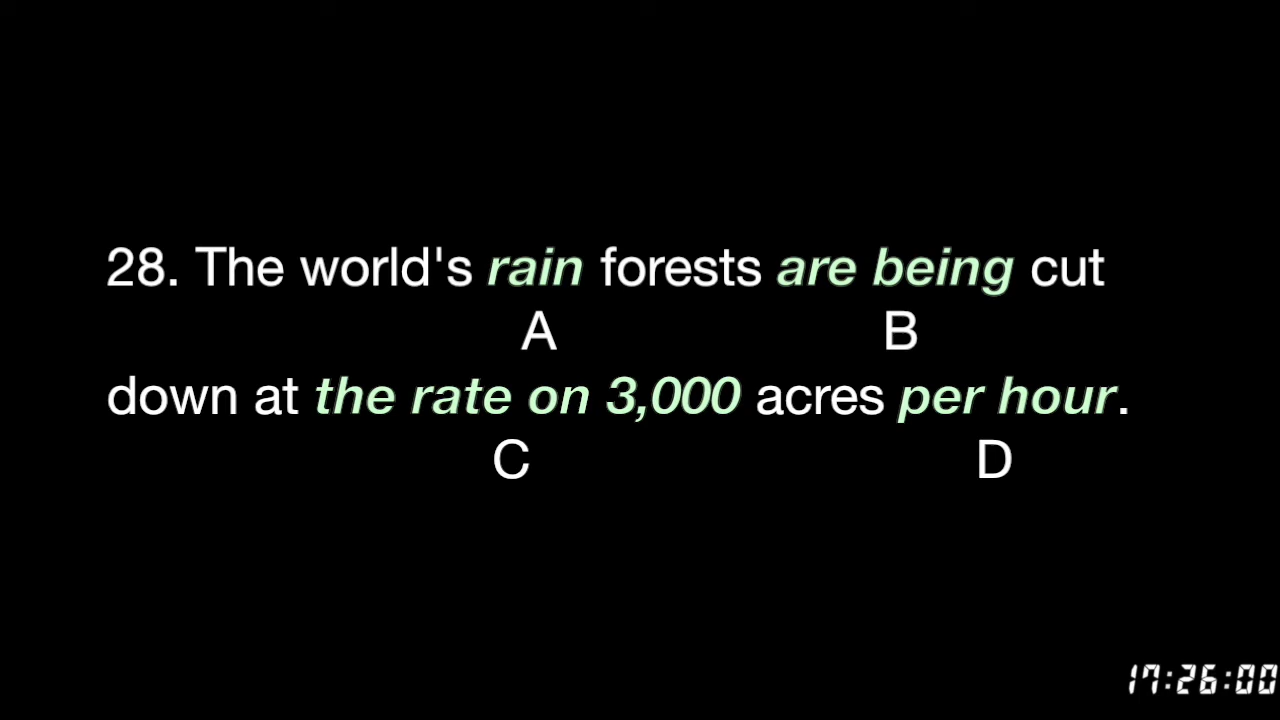 28. The world's rain forests are being cut
A B
down at the rate on 3,000 acres per hour.
C D
17:26:00